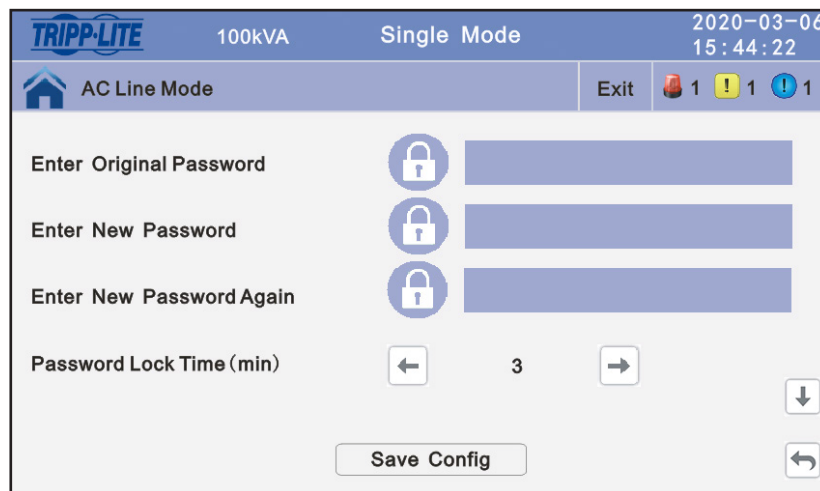 TRIPP·LITE 100kVA Single Mode 2020-03-06
15:44:22
AC Line Mode Exit 1 ! 1 ! 1
Enter Original Password
Enter New Password
Enter New Password Again
Password Lock Time(min) 3
Save Config